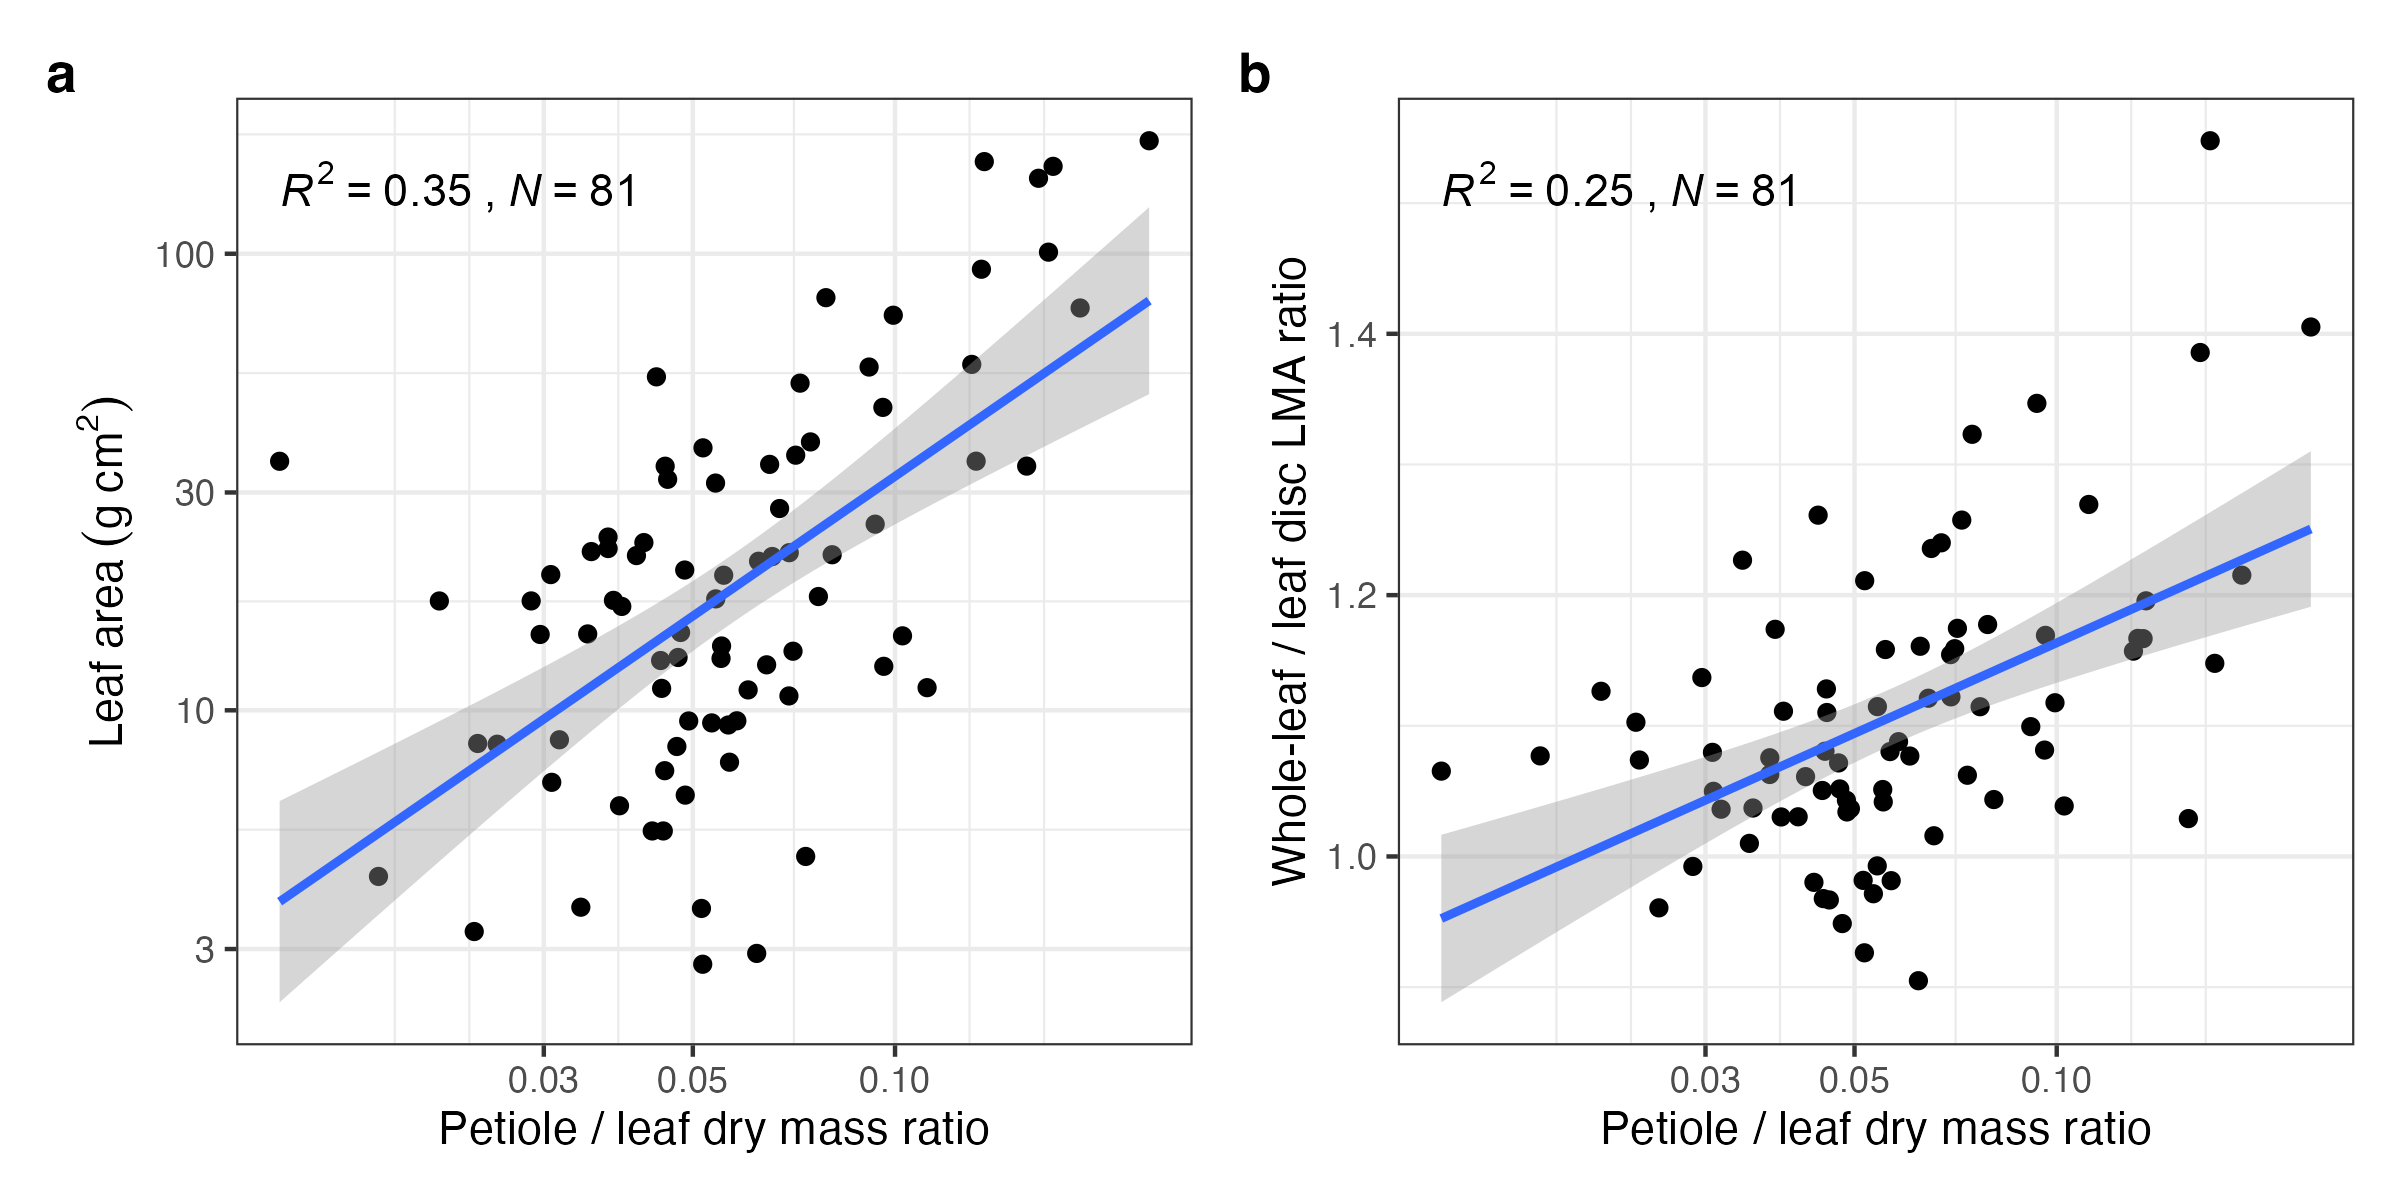 a
R² = 0.35 , N = 81
Leaf area (g cm²)
100
30
10
3
0.03 0.05 0.10
Petiole / leaf dry mass ratio
b
R² = 0.25 , N = 81
Whole-leaf / leaf disc LMA ratio
1.4
1.2
1.0
0.03 0.05 0.10
Petiole / leaf dry mass ratio